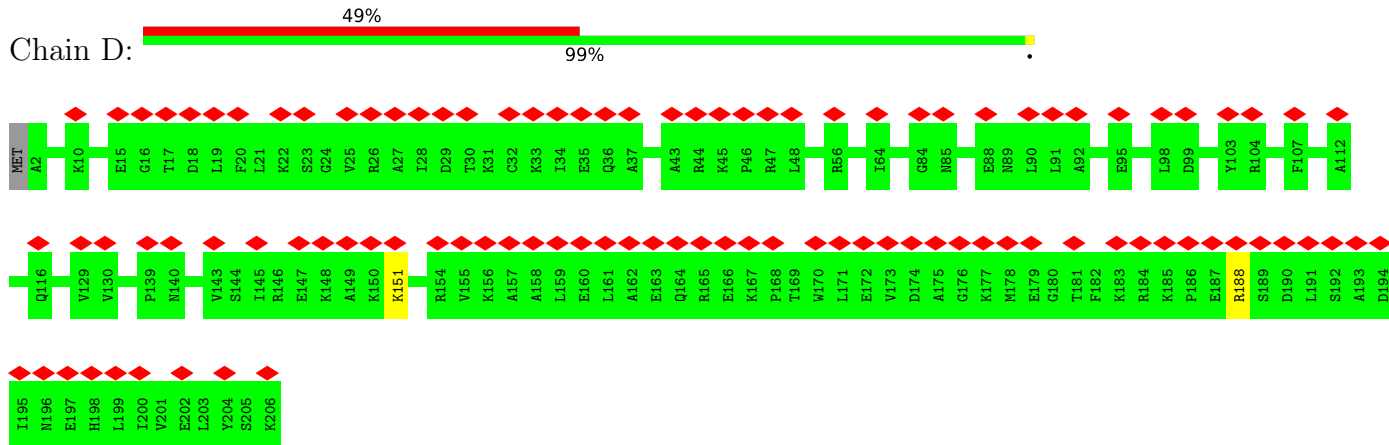 49%
Chain D:
99%
.
MET A2 K10 E15 G16 T17 D18 L19 F20 L21 K22 S23 G24 V25 R26 A27 I28 D29 T30 K31 C32 K33 I34 E35 Q36 A37 A43 R44 K45 P46 R47 L48 R56 I64 G84 N85 E88 N89 L90 L91 A92 E95 L98 D99 Y103 R104 F107 A112
Q116 V129 V130 P139 N140 V143 S144 I145 R146 E147 K148 A149 K150 K151 R154 V155 K156 A157 A158 L159 E160 L161 A162 E163 Q164 R165 E166 K167 P168 T169 W170 L171 E172 V173 D174 A175 G176 K177 M178 E179 G180 T181 F182 K183 R184 K185 P186 E187 R188 S189 D190 L191 S192 A193 D194
I195 N196 E197 H198 L199 I200 V201 E202 L203 Y204 S205 K206